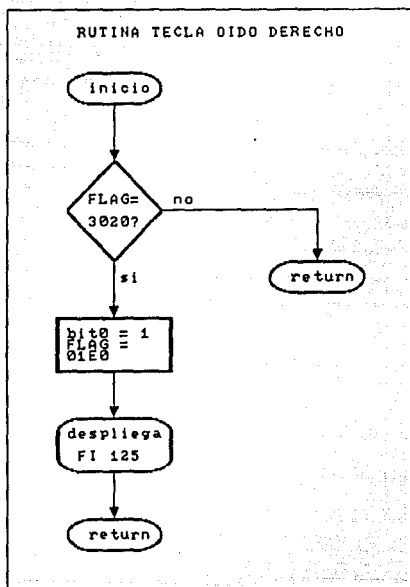 RUTINA TECLA OIDO DERECHO
inicio
FLAG=
3020?
no
si
return
bit0 = 1
FLAG =
01E0
despliega
FI 125
return